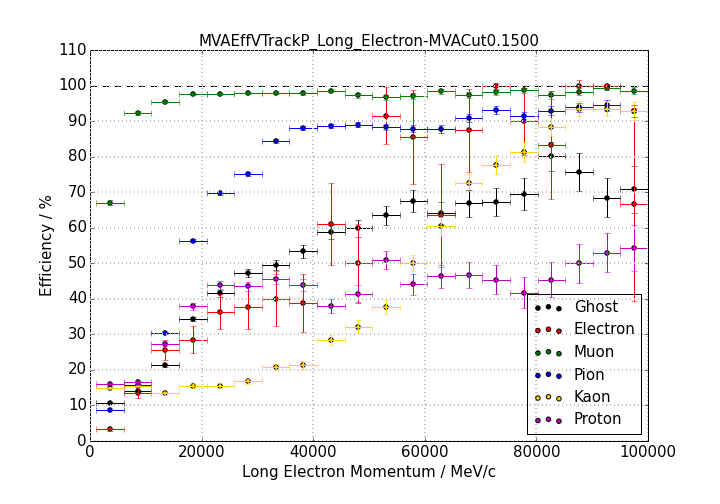 MVAEffVTrackP_Long_Electron-MVACut0.1500
110
100
90
80
70
60
50
40
30
20
10
0
Efficiency / %
0 20000 40000 60000 80000 100000
Long Electron Momentum / MeV/c
Ghost
Electron
Muon
Pion
Kaon
Proton